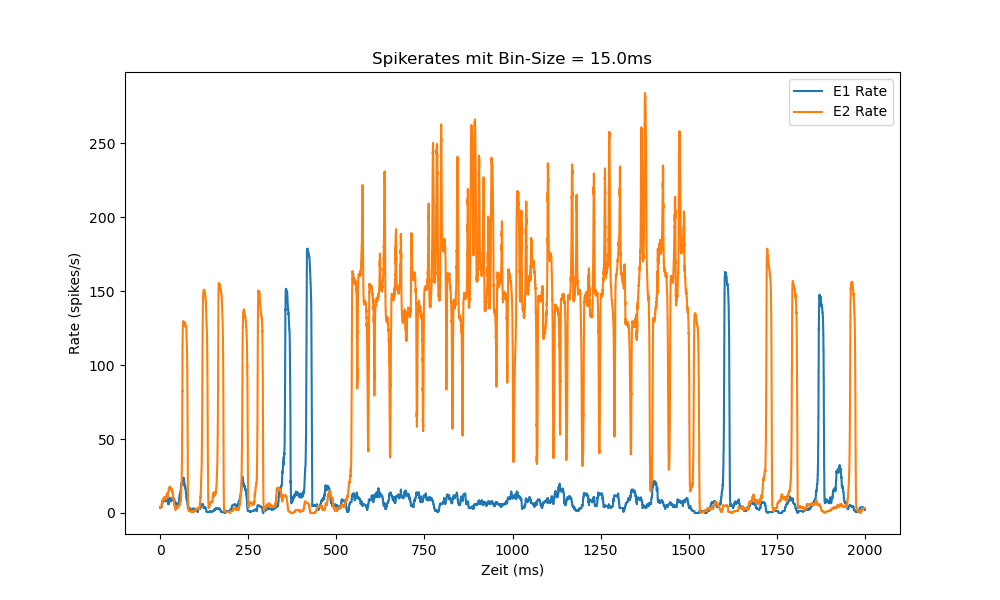 Spikerates mit Bin-Size = 15.0ms
E1 Rate
E2 Rate
Rate (spikes/s)
250
200
150
100
50
0
0 250 500 750 1000 1250 1500 1750 2000
Zeit (ms)